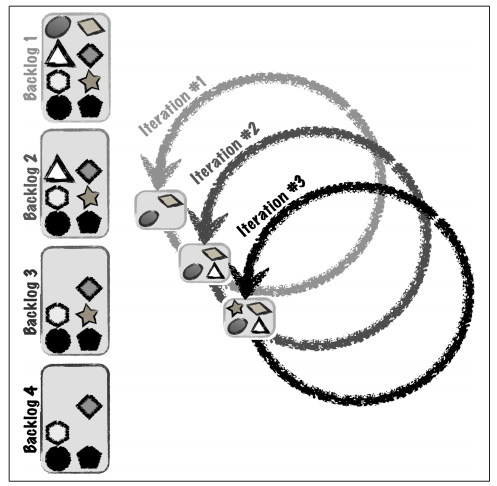 Backlog 1
Iteration #1
Iteration #2
Backlog 2
Iteration #3
Backlog 3
Backlog 4